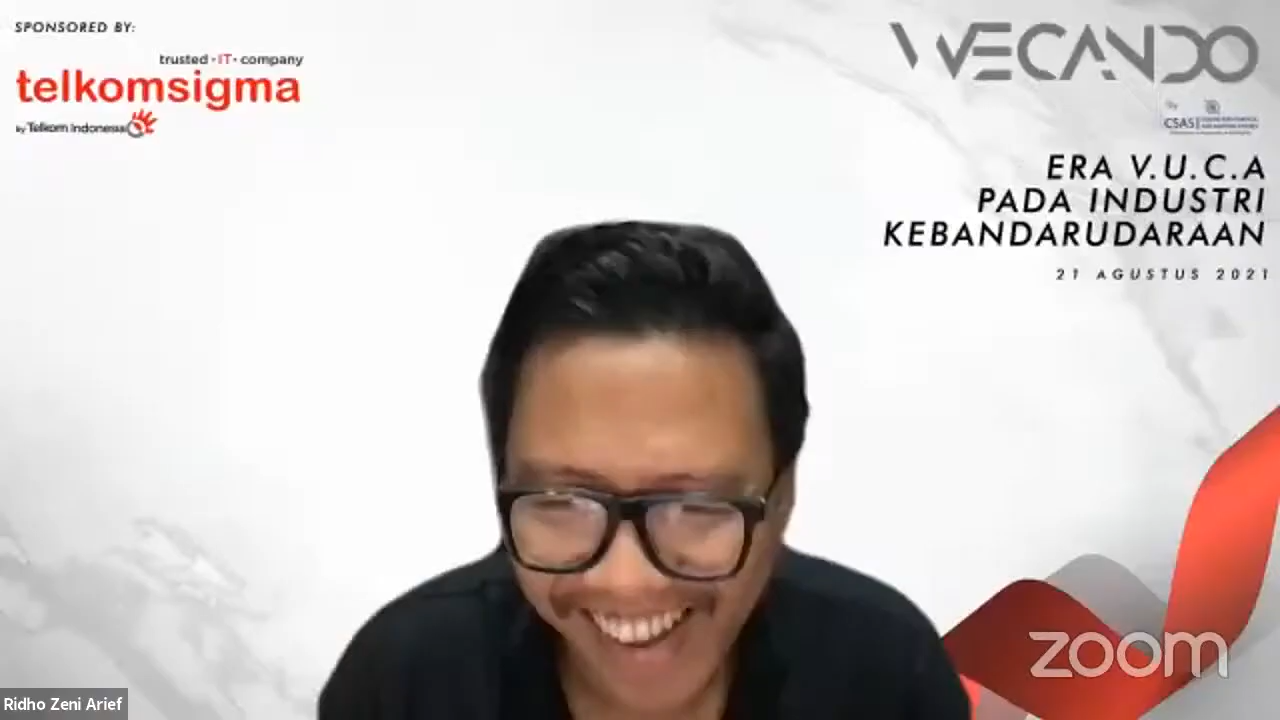 SPONSORED BY:
trusted • IT • company
telkomsigma
by Telkom Indonesia
WECANDO
By
CSAS
ERA V.U.C.A
PADA INDUSTRI
KEBANDARUDARAAN
21 AGUSTUS 2021
zoom
Ridho Zeni Arief